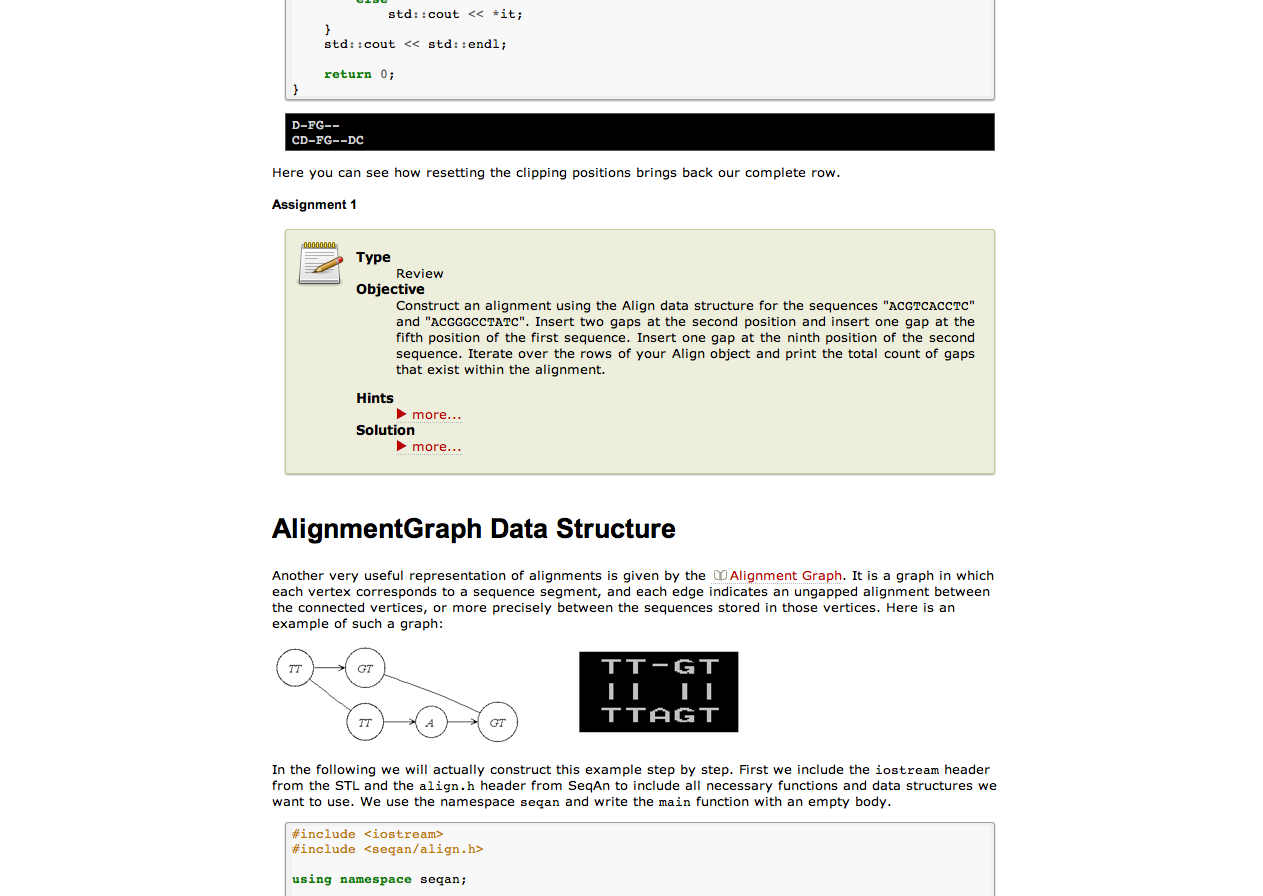 else
std::cout << *it;
}
std::cout << std::endl;
return 0;
}
D-FG--
CD-FG--DC
Here you can see how resetting the clipping positions brings back our complete row.
Assignment 1
Type
Review
Objective
Construct an alignment using the Align data structure for the sequences "ACGTCACCTC"
and "ACGGGCCTATC". Insert two gaps at the second position and insert one gap at the
fifth position of the first sequence. Insert one gap at the ninth position of the second
sequence. Iterate over the rows of your Align object and print the total count of gaps
that exist within the alignment.
Hints
▶ more...
Solution
▶ more...
AlignmentGraph Data Structure
Another very useful representation of alignments is given by the Alignment Graph. It is a graph in which
each vertex corresponds to a sequence segment, and each edge indicates an ungapped alignment between
the connected vertices, or more precisely between the sequences stored in those vertices. Here is an
example of such a graph:
TT GT
TT A GT
TT-GT
|| ||
TTAGT
In the following we will actually construct this example step by step. First we include the iostream header
from the STL and the align.h header from SeqAn to include all necessary functions and data structures we
want to use. We use the namespace seqan and write the main function with an empty body.
#include <iostream>
#include <seqan/align.h>
using namespace seqan;